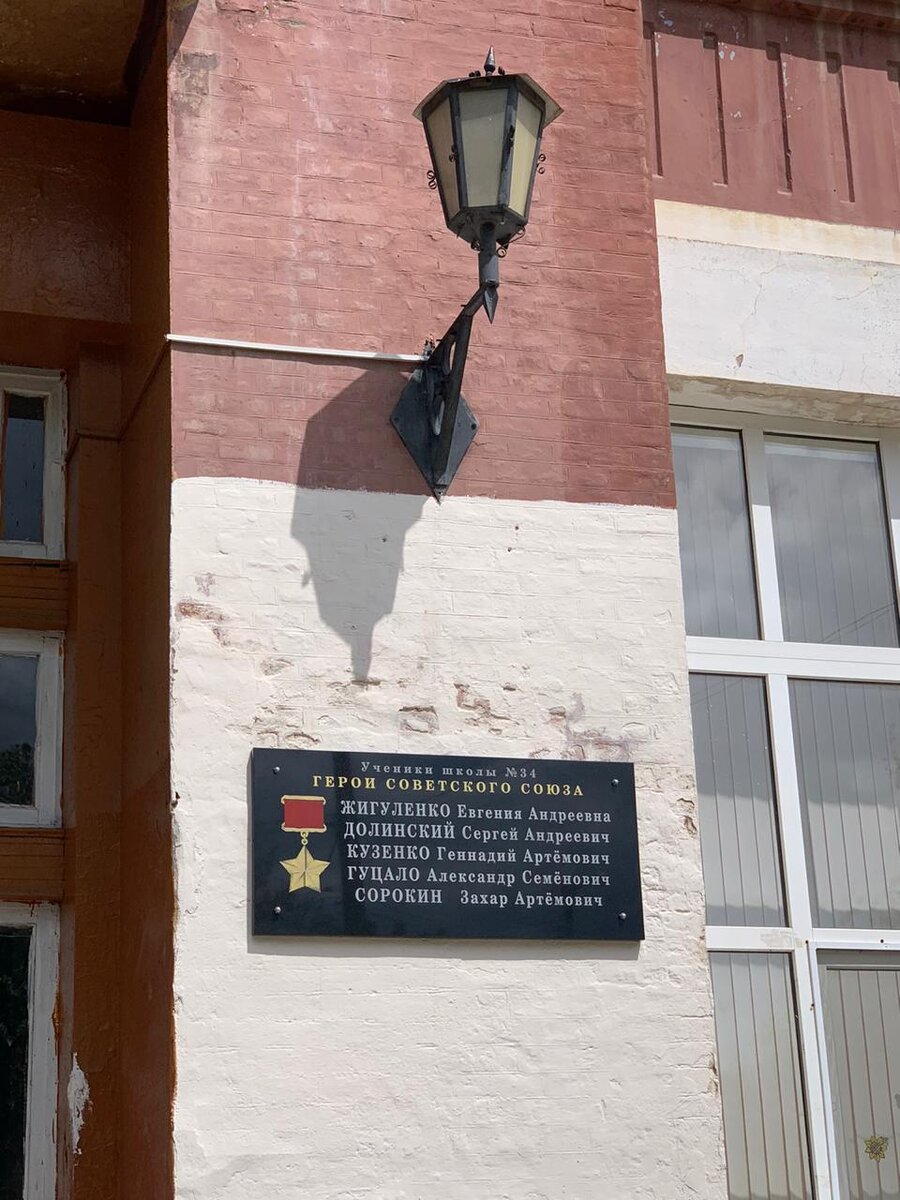 Ученики школы №34
ГЕРОИ СОВЕТСКОГО СОЮЗА
ЖИГУЛЕНКО Евгения Андреевна
ДОЛИНСКИЙ Сергей Андреевич
КУЗЕНКО Геннадий Артёмович
ГУЦАЛО Александр Семёнович
СОРОКИН Захар Артёмович